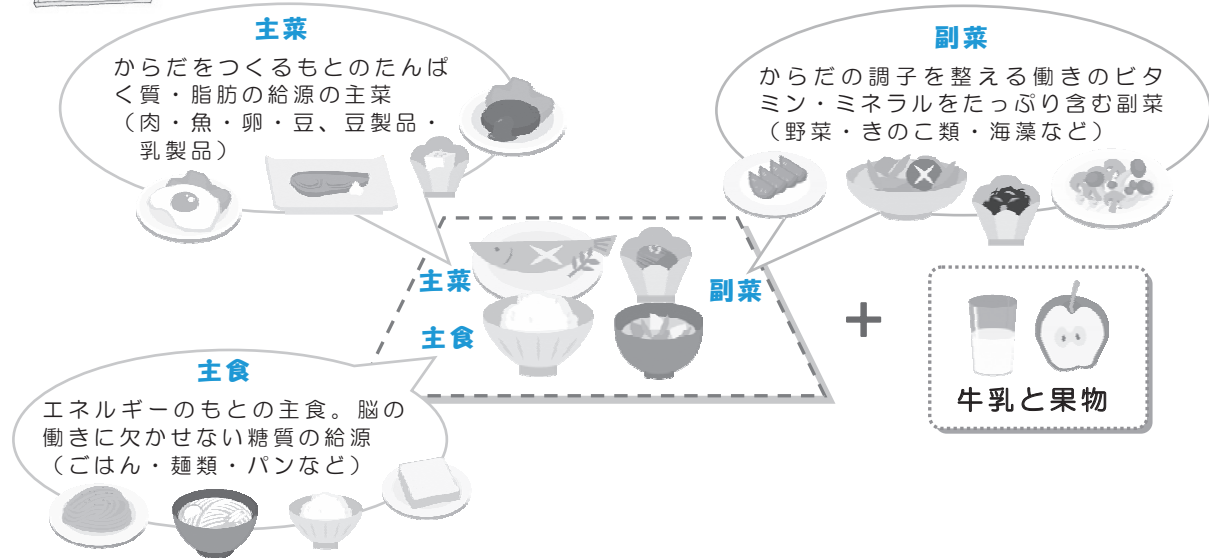 主菜
からだをつくるもとのたんぱ
く質・脂肪の給源の主菜
（肉・魚・卵・豆、豆製品・
乳製品）
副菜
からだの調子を整える働きのビタ
ミン・ミネラルをたっぷり含む副菜
（野菜・きのこ類・海藻など）
主菜
副菜
主食
＋
牛乳と果物
主食
エネルギーのもとの主食。脳の
働きに欠かせない糖質の給源
（ごはん・麺類・パンなど）